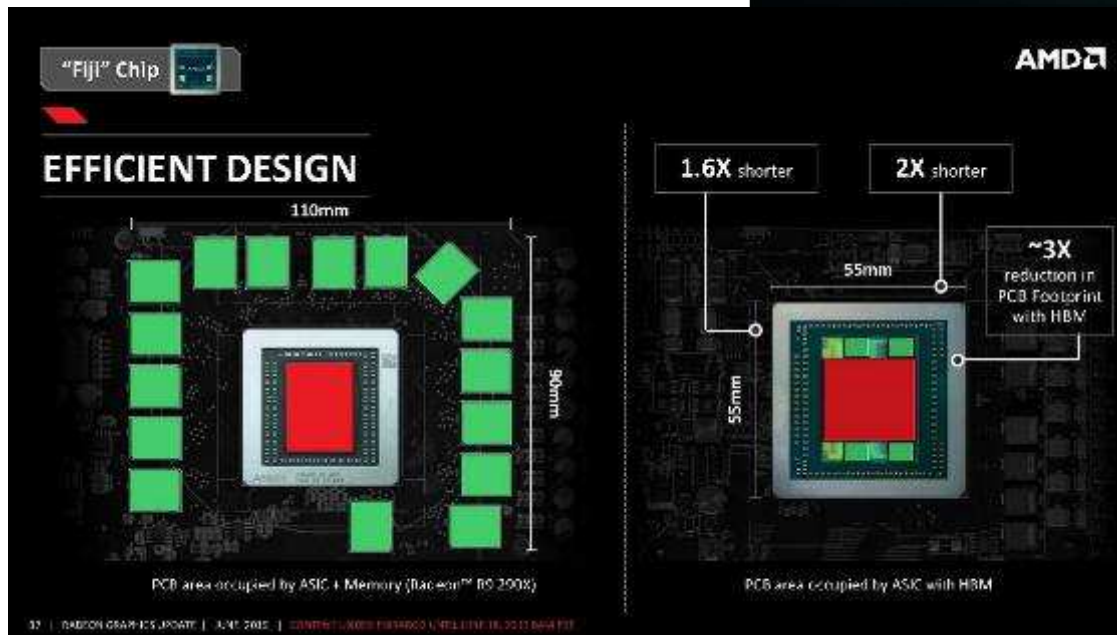 "Fiji" Chip
AMD
EFFICIENT DESIGN
110mm
90mm
PCB area occupied by ASIC + Memory (Radeon™ R9 290X)
1.6X shorter
2X shorter
~3X
reduction in
PCB Footprint
with HBM
55mm
55mm
PCB area occupied by ASIC with HBM
RADEON GRAPHICS UPDATE | JUNE, 2015 |